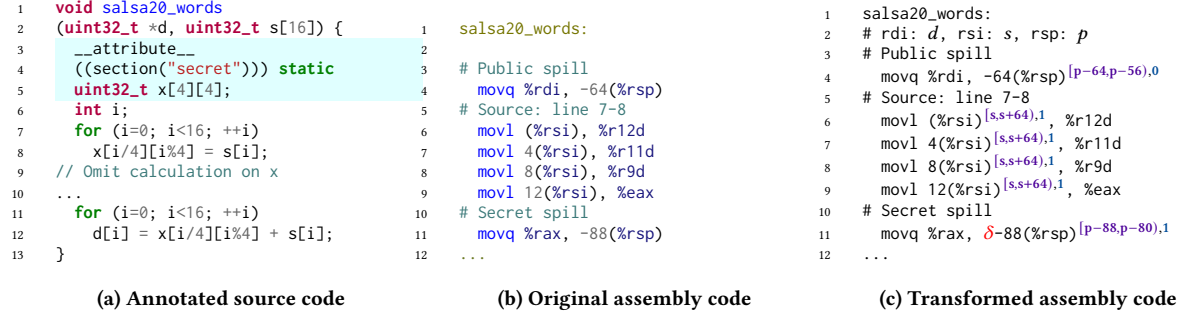 1 void salsa20_words
2 (uint32_t *d, uint32_t s[16]) {
3 __attribute__
4 ((section("secret"))) static
5 uint32_t x[4][4];
6 int i;
7 for (i=0; i<16; ++i)
8 x[i/4][i%4] = s[i];
9 // Omit calculation on x
10 ...
11 for (i=0; i<16; ++i)
12 d[i] = x[i/4][i%4] + s[i];
13 }
(a) Annotated source code
1 salsa20_words:
2
3 # Public spill
4 movq %rdi, -64(%rsp)
5 # Source: line 7-8
6 movl (%rsi), %r12d
7 movl 4(%rsi), %r11d
8 movl 8(%rsi), %r9d
9 movl 12(%rsi), %eax
10 # Secret spill
11 movq %rax, -88(%rsp)
12 ...
(b) Original assembly code
1 salsa20_words:
2 # rdi: d, rsi: s, rsp: p
3 # Public spill
4 movq %rdi, -64(%rsp)[p−64,p−56),0
5 # Source: line 7-8
6 movl (%rsi)[s,s+64),1, %r12d
7 movl 4(%rsi)[s,s+64),1, %r11d
8 movl 8(%rsi)[s,s+64),1, %r9d
9 movl 12(%rsi)[s,s+64),1, %eax
10 # Secret spill
11 movq %rax, δ-88(%rsp)[p−88,p−80),1
12 ...
(c) Transformed assembly code